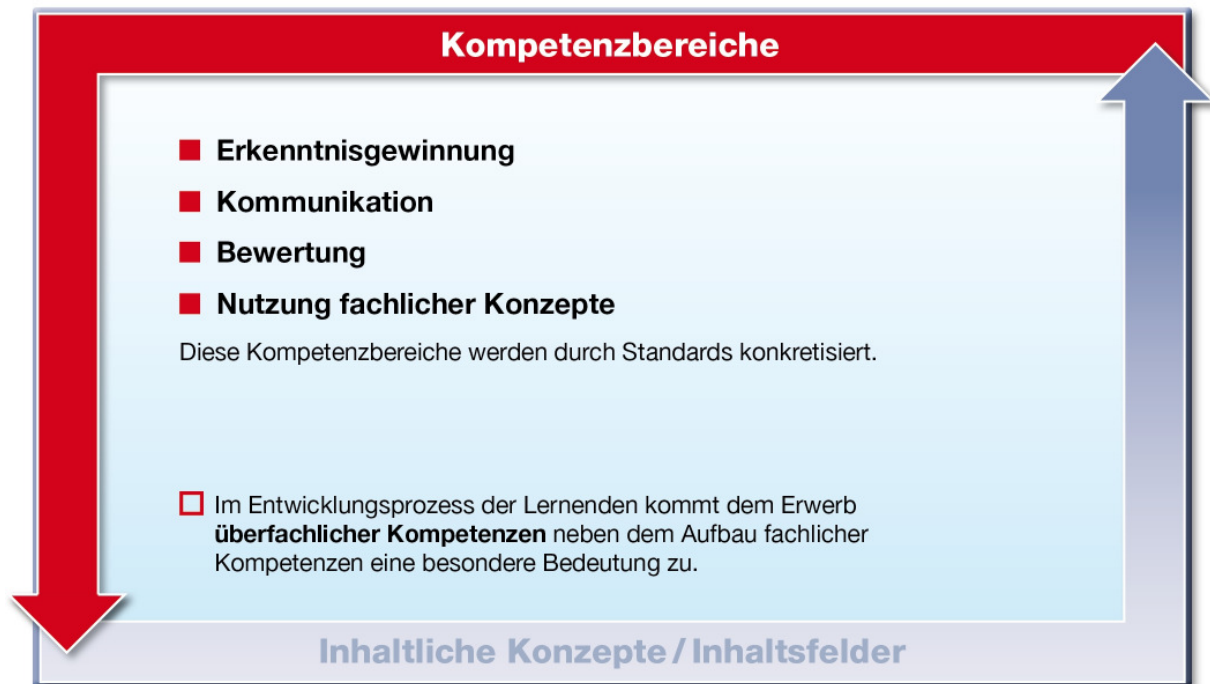 Kompetenzbereiche
Erkenntnisgewinnung
Kommunikation
Bewertung
Nutzung fachlicher Konzepte
Diese Kompetenzbereiche werden durch Standards konkretisiert.
Im Entwicklungsprozess der Lernenden kommt dem Erwerb
überfachlicher Kompetenzen neben dem Aufbau fachlicher
Kompetenzen eine besondere Bedeutung zu.
Inhaltliche Konzepte / Inhaltsfelder